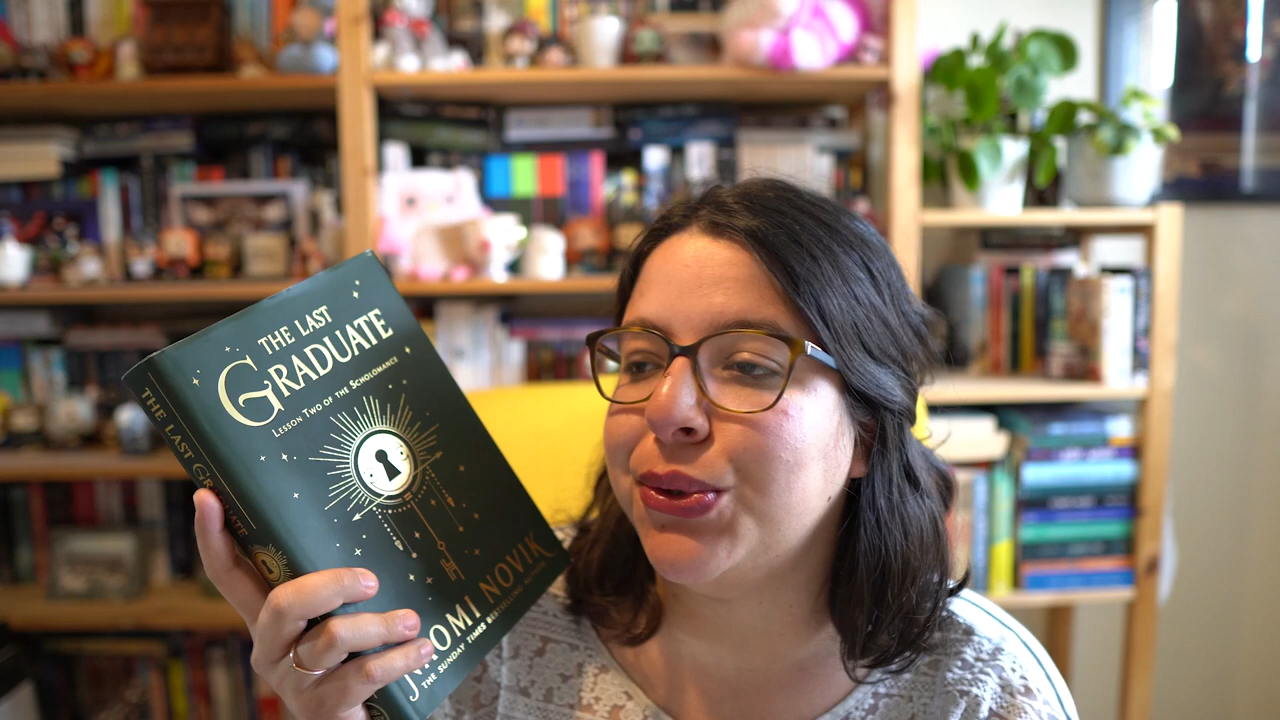 THE LAST
GRADUATE
LESSON TWO OF THE SCHOLOMANCE
NAOMI NOVIK
THE SUNDAY TIMES BESTSELLING AUTHOR
THE LAST GRADUATE